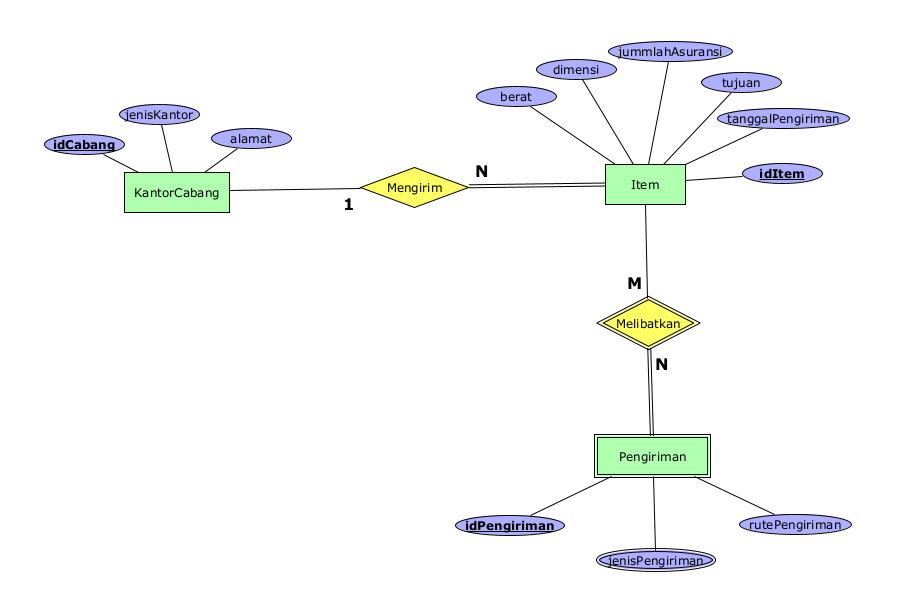 jummlahAsuransi
dimensi
tujuan
berat
jenisKantor
tanggalPengiriman
idCabang
alamat
N
idItem
KantorCabang
Mengirim
Item
1
M
Melibatkan
N
Pengiriman
idPengiriman
rutePengiriman
jenisPengiriman